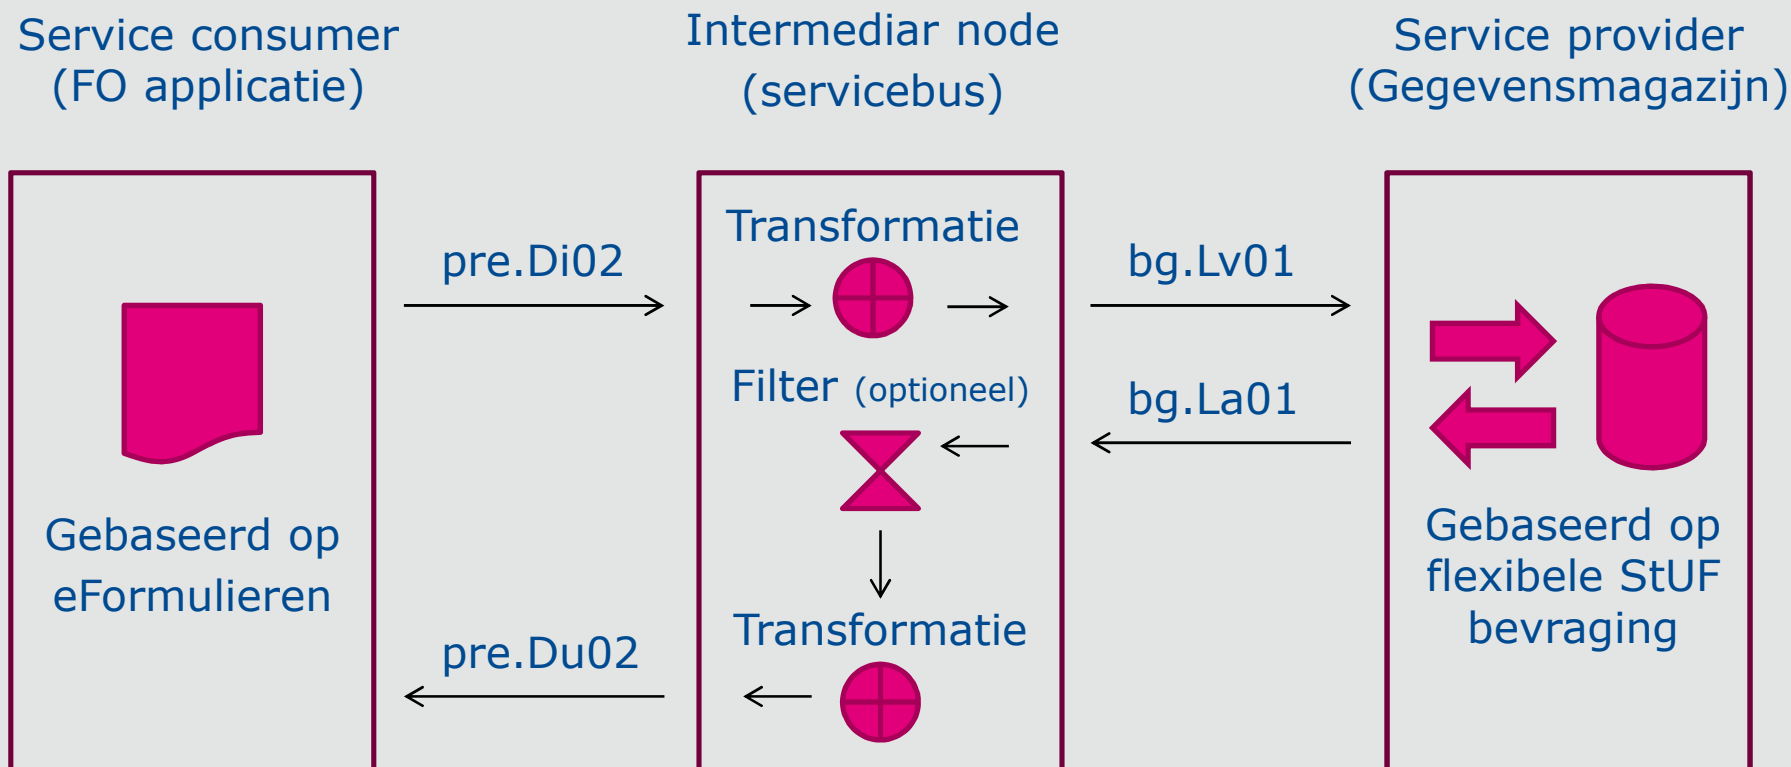 Service consumer
(FO applicatie)
Intermediar node
(servicebus)
Service provider
(Gegevensmagazijn)
pre.Di02
Transformatie
bg.Lv01
Filter (optioneel)
bg.La01
Gebaseerd op
eFormulieren
Gebaseerd op
flexibele StUF
bevraging
pre.Du02
Transformatie